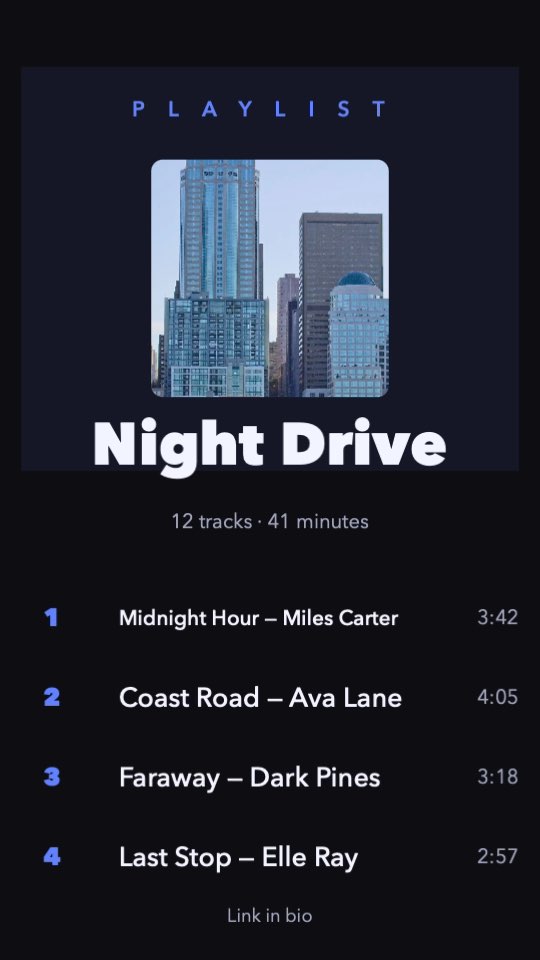 PLAYLIST
Night Drive
12 tracks · 41 minutes
1 Midnight Hour – Miles Carter 3:42
2 Coast Road – Ava Lane 4:05
3 Faraway – Dark Pines 3:18
4 Last Stop – Elle Ray 2:57
Link in bio